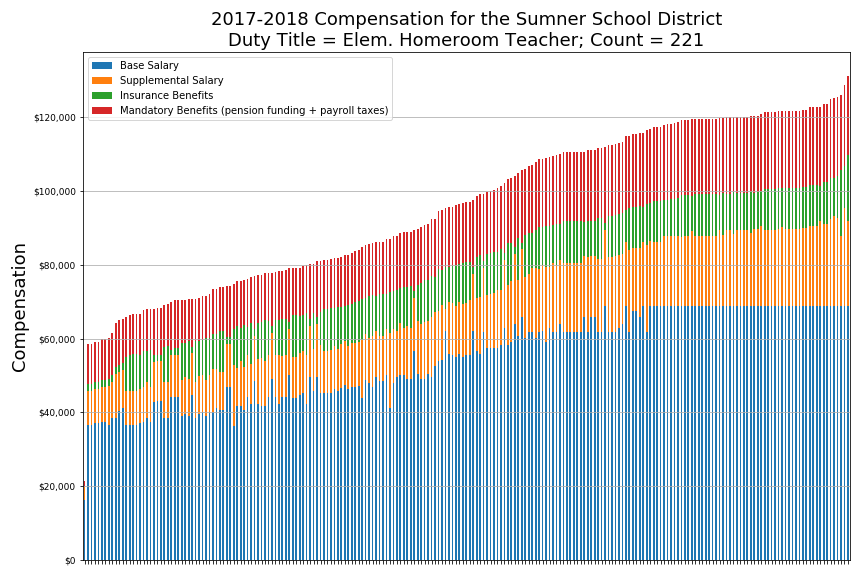 2017-2018 Compensation for the Sumner School District
Duty Title = Elem. Homeroom Teacher; Count = 221
Base Salary
Supplemental Salary
Insurance Benefits
Mandatory Benefits (pension funding + payroll taxes)
$120,000
$100,000
$80,000
$60,000
$40,000
$20,000
$0
Compensation